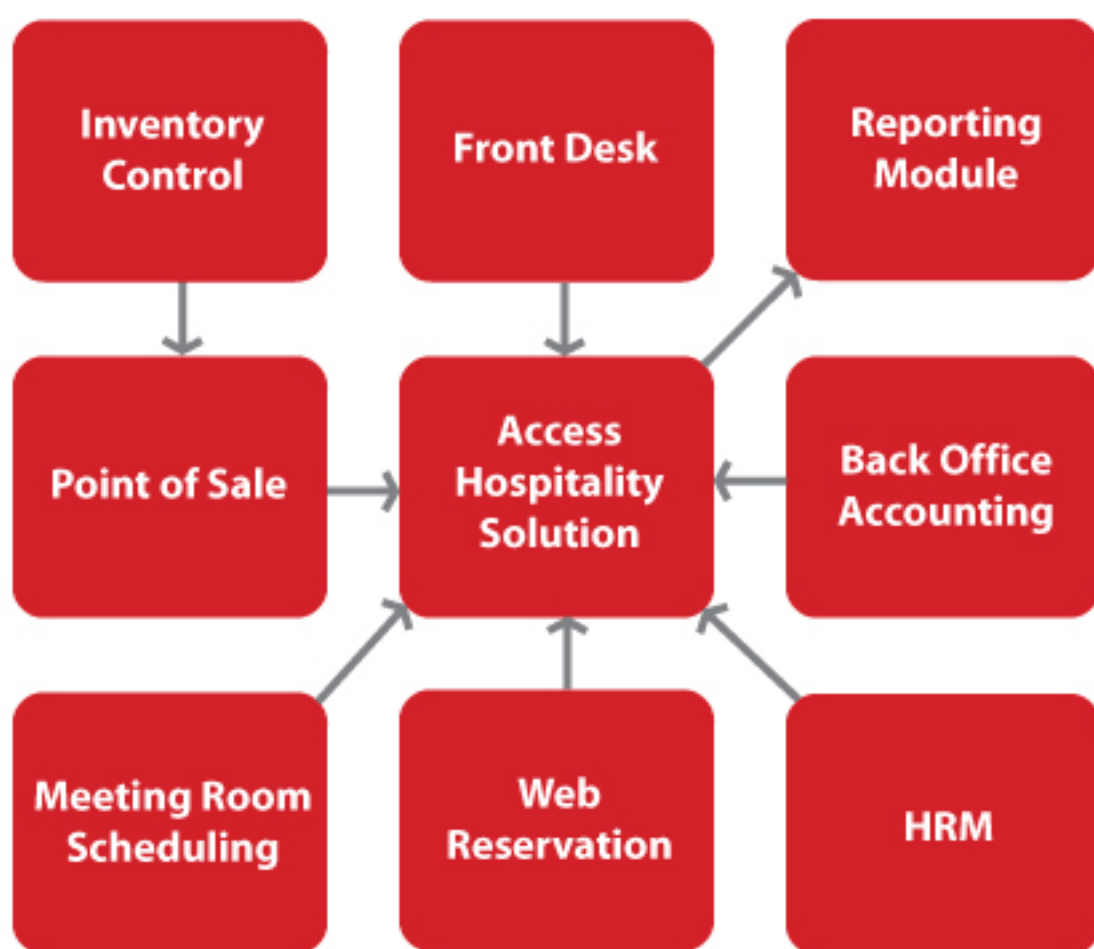 Inventory
Control
Front Desk
Reporting
Module
Point of Sale
Access
Hospitality
Solution
Back Office
Accounting
Meeting Room
Scheduling
Web
Reservation
HRM